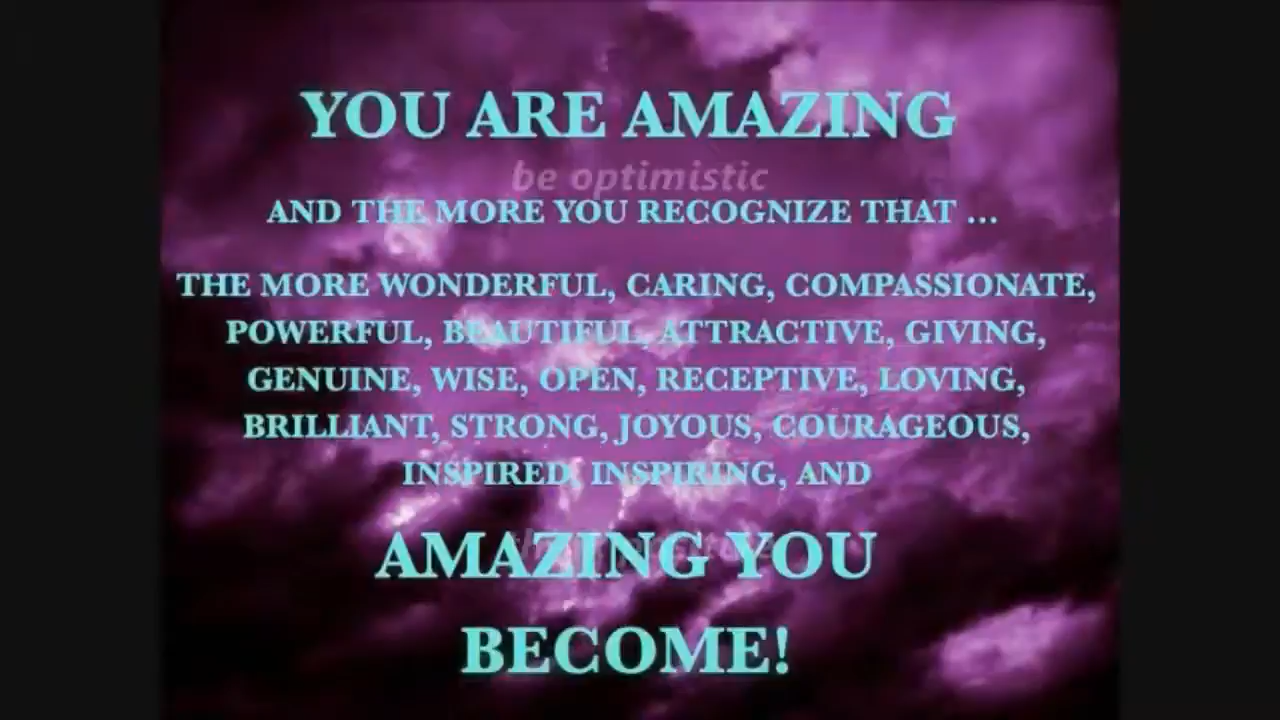 YOU ARE AMAZING
be optimistic
AND THE MORE YOU RECOGNIZE THAT ...
THE MORE WONDERFUL, CARING, COMPASSIONATE,
POWERFUL, BEAUTIFUL, ATTRACTIVE, GIVING,
GENUINE, WISE, OPEN, RECEPTIVE, LOVING,
BRILLIANT, STRONG, JOYOUS, COURAGEOUS,
INSPIRED, INSPIRING, AND
AMAZING YOU
BECOME!